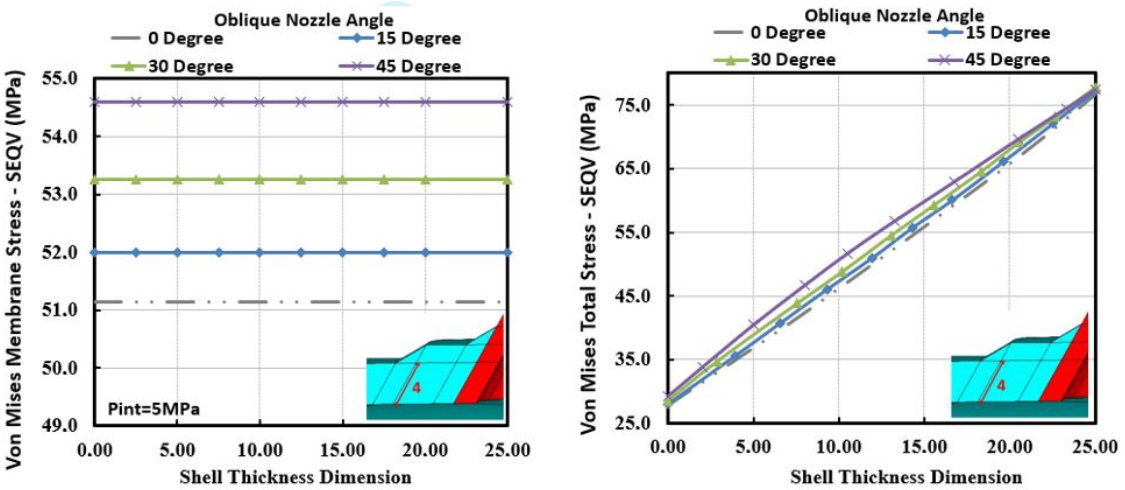 Oblique Nozzle Angle
0 Degree
15 Degree
30 Degree
45 Degree
Von Mises Membrane Stress - SEQV (MPa)
55.0
54.0
53.0
52.0
51.0
50.0
49.0
Pint=5MPa
4
0.00 5.00 10.00 15.00 20.00 25.00
Shell Thickness Dimension
Oblique Nozzle Angle
0 Degree
15 Degree
30 Degree
45 Degree
Von Mises Total Stress - SEQV (MPa)
75.0
65.0
55.0
45.0
35.0
25.0
4
0.00 5.00 10.00 15.00 20.00 25.00
Shell Thickness Dimension